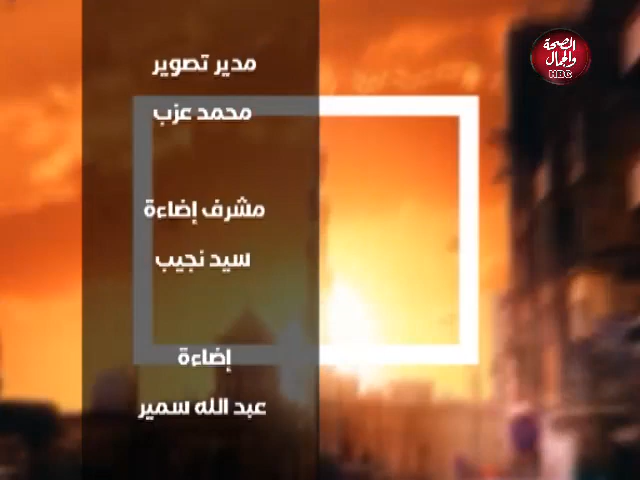 الصحة
والجمال
HBC
مدير تصوير
محمد عزب
مشرف إضاءة
سيد نجيب
إضاءة
عبد الله سمير